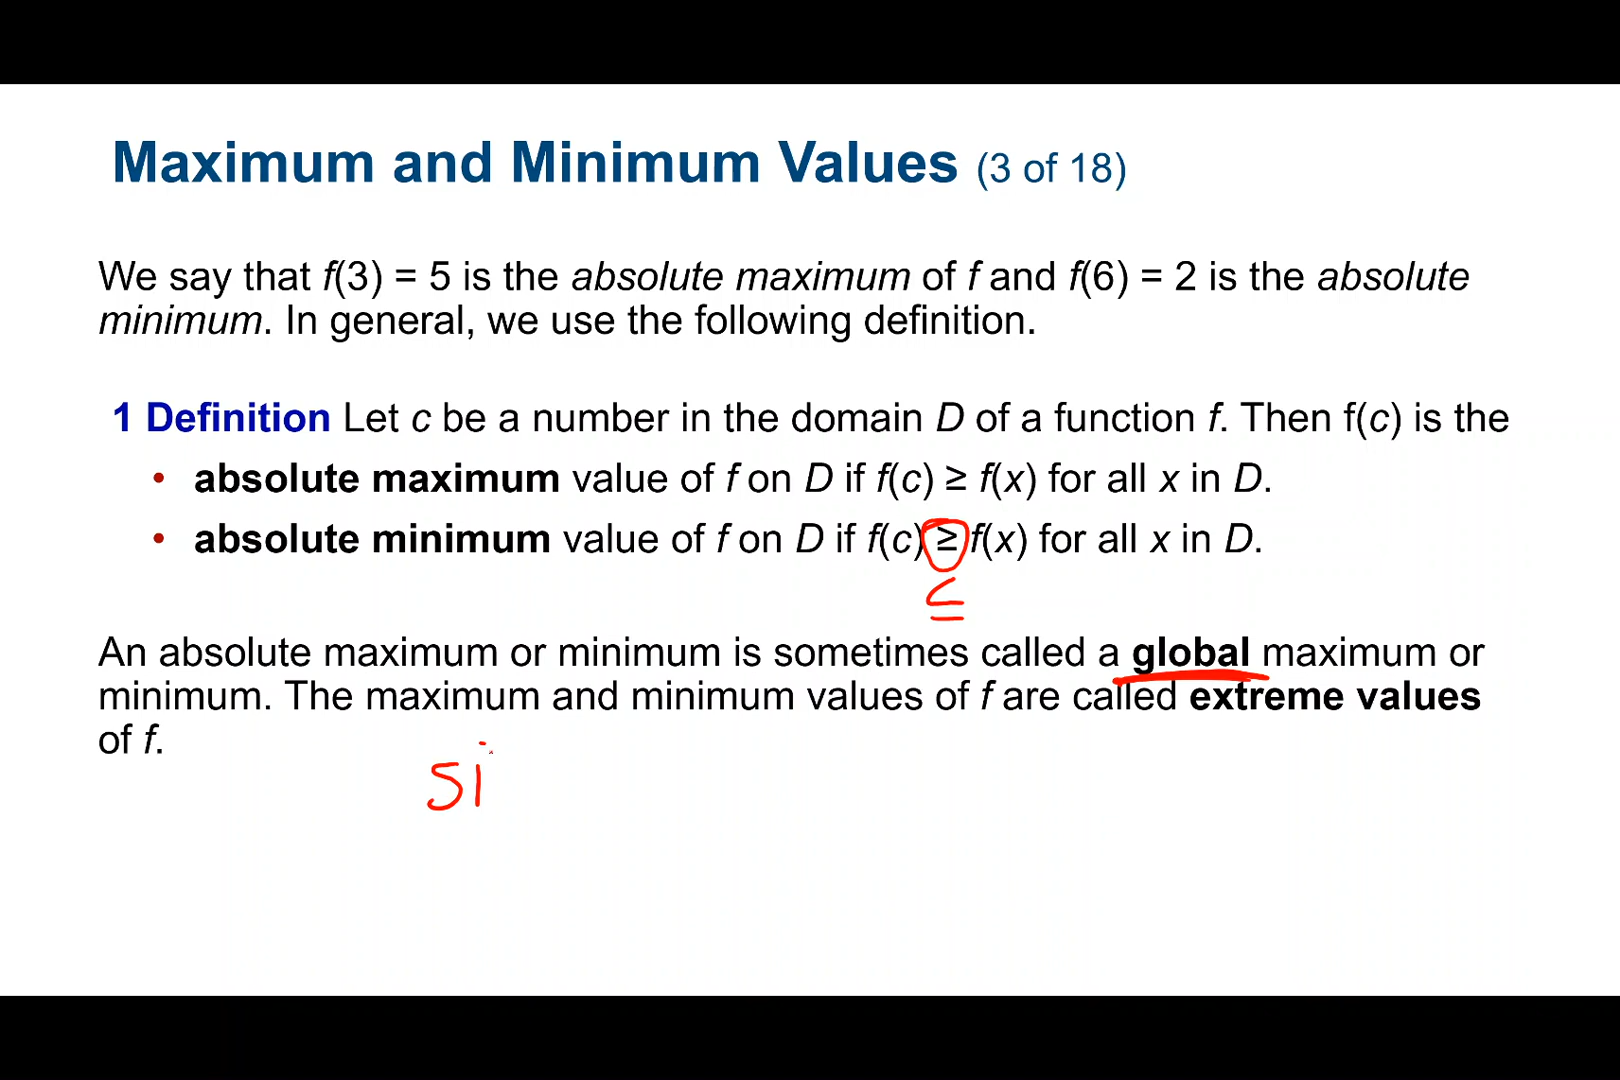 Maximum and Minimum Values (3 of 18)
We say that f(3) = 5 is the absolute maximum of f and f(6) = 2 is the absolute
minimum. In general, we use the following definition.
1 Definition Let c be a number in the domain D of a function f. Then f(c) is the
• absolute maximum value of f on D if f(c) ≥ f(x) for all x in D.
• absolute minimum value of f on D if f(c) ≥ f(x) for all x in D.
≤
An absolute maximum or minimum is sometimes called a global maximum or
minimum. The maximum and minimum values of f are called extreme values
of f.
si